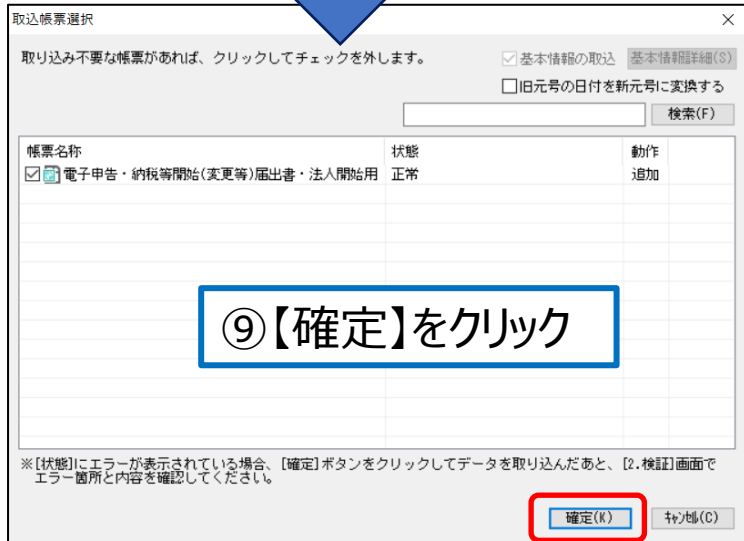 取込帳票選択
取り込み不要な帳票があれば、クリックしてチェックを外します。
基本情報の取込 基本情報詳細(S)
旧元号の日付を新元号に変換する
検索(F)
帳票名称 状態 動作
電子申告・納税等開始(変更等)届出書・法人開始用 正常 追加
⑨【確定】をクリック
※[状態]にエラーが表示されている場合、[確定]ボタンをクリックしてデータを取り込んだあと、[2.検証]画面で
エラー箇所と内容を確認してください。
確定(K) キャンセル(C)